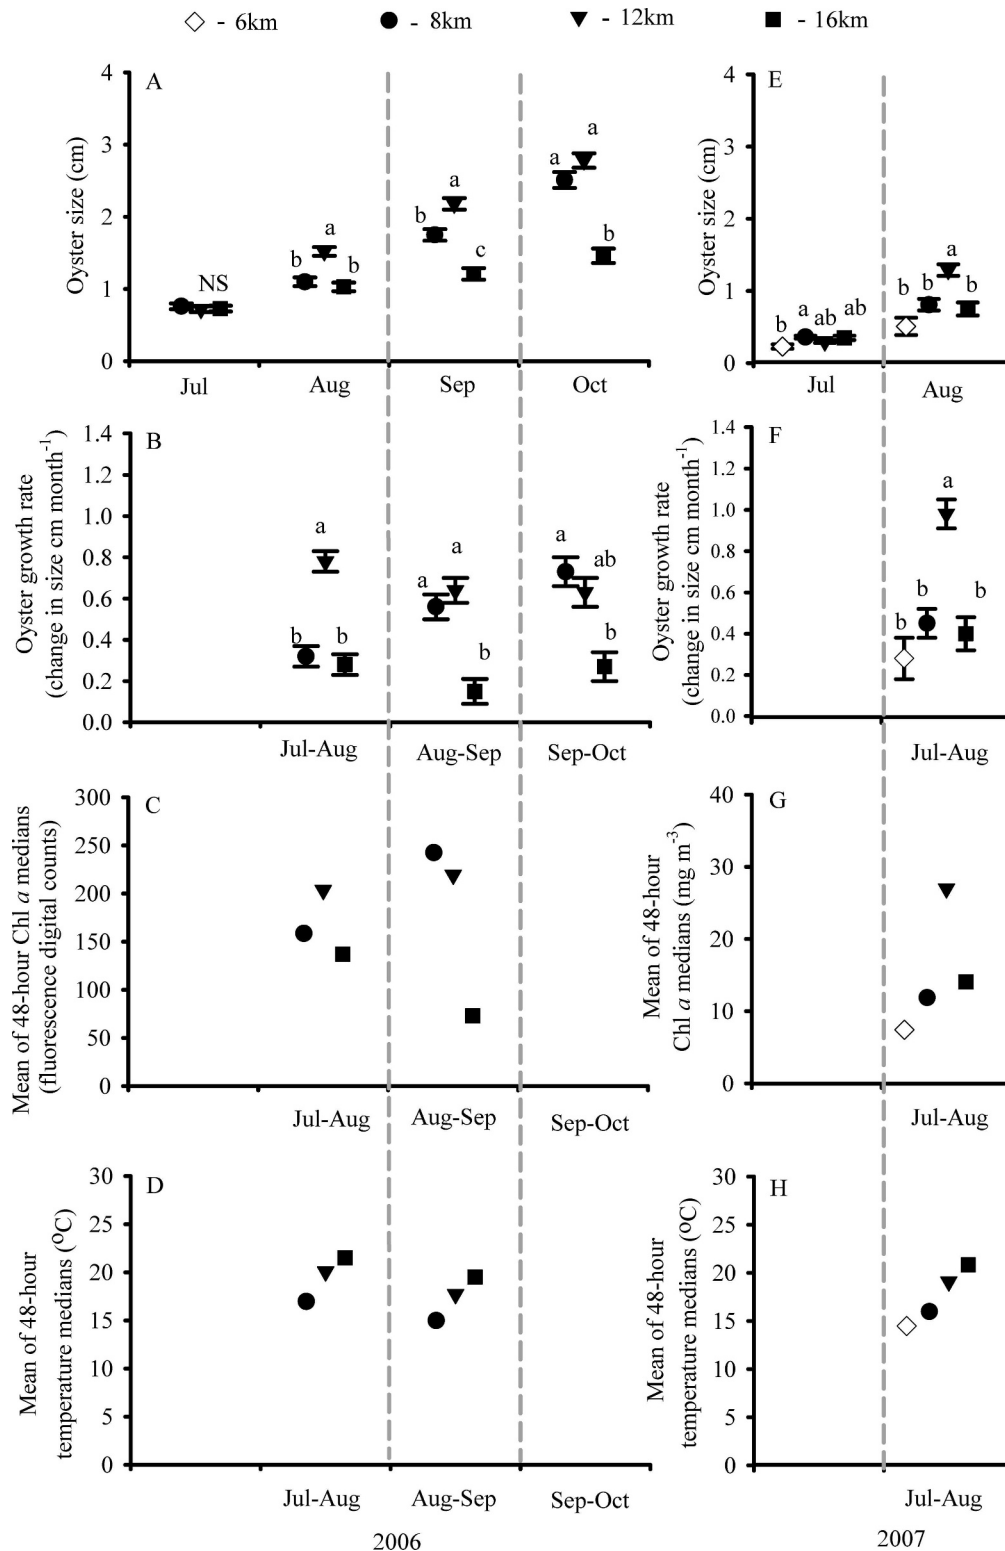 - 6km - 8km - 12km - 16km
A
Oyster size (cm)
4
3
2
1
0
NS
b a b
b a c
a a b
Jul Aug Sep Oct
E
Oyster size (cm)
4
3
2
1
0
b a ab ab
b b a b
Jul Aug
B
Oyster growth rate
(change in size cm month-1)
1.4
1.2
1.0
0.8
0.6
0.4
0.2
0.0
b a b
a a b
a ab b
Jul-Aug Aug-Sep Sep-Oct
F
Oyster growth rate
(change in size cm month-1)
1.4
1.2
1.0
0.8
0.6
0.4
0.2
0.0
b b a b
Jul-Aug
C
Mean of 48-hour Chl a medians
(fluorescence digital counts)
300
250
200
150
100
50
0
Jul-Aug Aug-Sep Sep-Oct
G
Mean of 48-hour
Chl a medians (mg m-3)
40
30
20
10
0
Jul-Aug
D
Mean of 48-hour
temperature medians (oC)
30
25
20
15
10
5
0
Jul-Aug Aug-Sep Sep-Oct
2006
H
Mean of 48-hour
temperature medians (oC)
30
25
20
15
10
5
0
Jul-Aug
2007